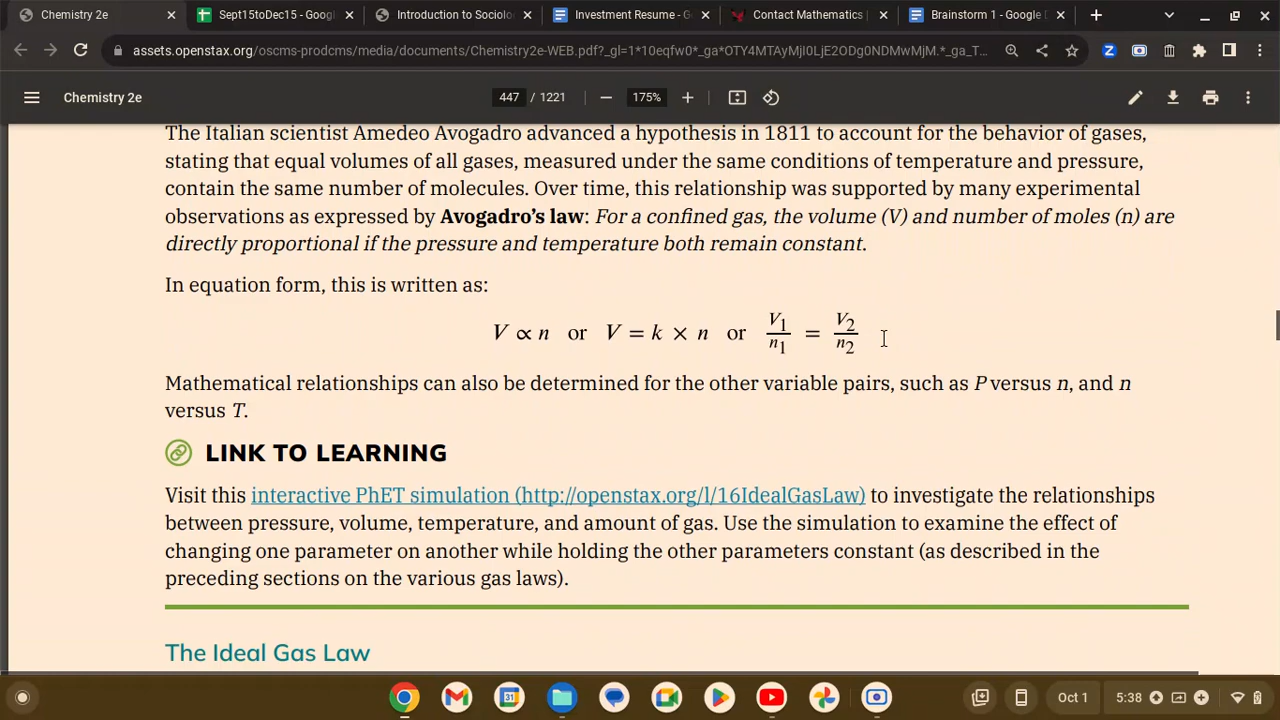 Chemistry 2e
Sept15toDec15 - Googl
Introduction to Sociolo
Investment Resume - G
Contact Mathematics
Brainstorm 1 - Google D
assets.openstax.org/oscms-prodcms/media/documents/Chemistry2e-WEB.pdf?_gl=1*10eqfw0*_ga*OTY4MTAyMjI0LjE2ODg0NDMwMjM.*_ga_T...
Chemistry 2e
447 / 1221
175%
The Italian scientist Amedeo Avogadro advanced a hypothesis in 1811 to account for the behavior of gases,
stating that equal volumes of all gases, measured under the same conditions of temperature and pressure,
contain the same number of molecules. Over time, this relationship was supported by many experimental
observations as expressed by Avogadro's law: For a confined gas, the volume (V) and number of moles (n) are
directly proportional if the pressure and temperature both remain constant.
In equation form, this is written as:
V ∝ n or V = k × n or V₁/n₁ = V₂/n₂
Mathematical relationships can also be determined for the other variable pairs, such as P versus n, and n
versus T.
LINK TO LEARNING
Visit this interactive PhET simulation (http://openstax.org/l/16IdealGasLaw) to investigate the relationships
between pressure, volume, temperature, and amount of gas. Use the simulation to examine the effect of
changing one parameter on another while holding the other parameters constant (as described in the
preceding sections on the various gas laws).
The Ideal Gas Law
Oct 1
5:38